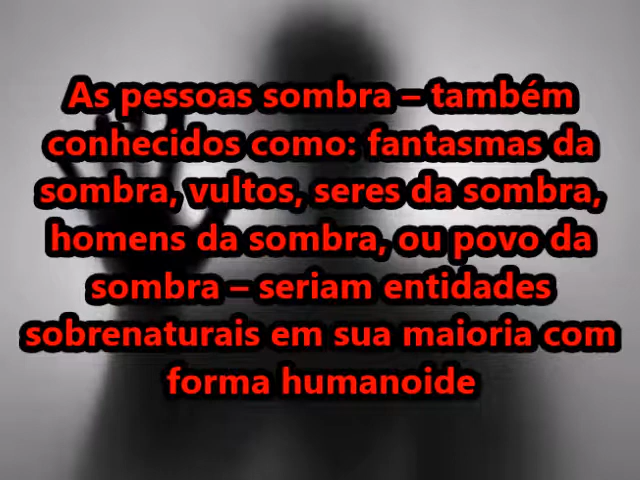 As pessoas sombra – também
conhecidos como: fantasmas da
sombra, vultos, seres da sombra,
homens da sombra, ou povo da
sombra – seriam entidades
sobrenaturais em sua maioria com
forma humanoide